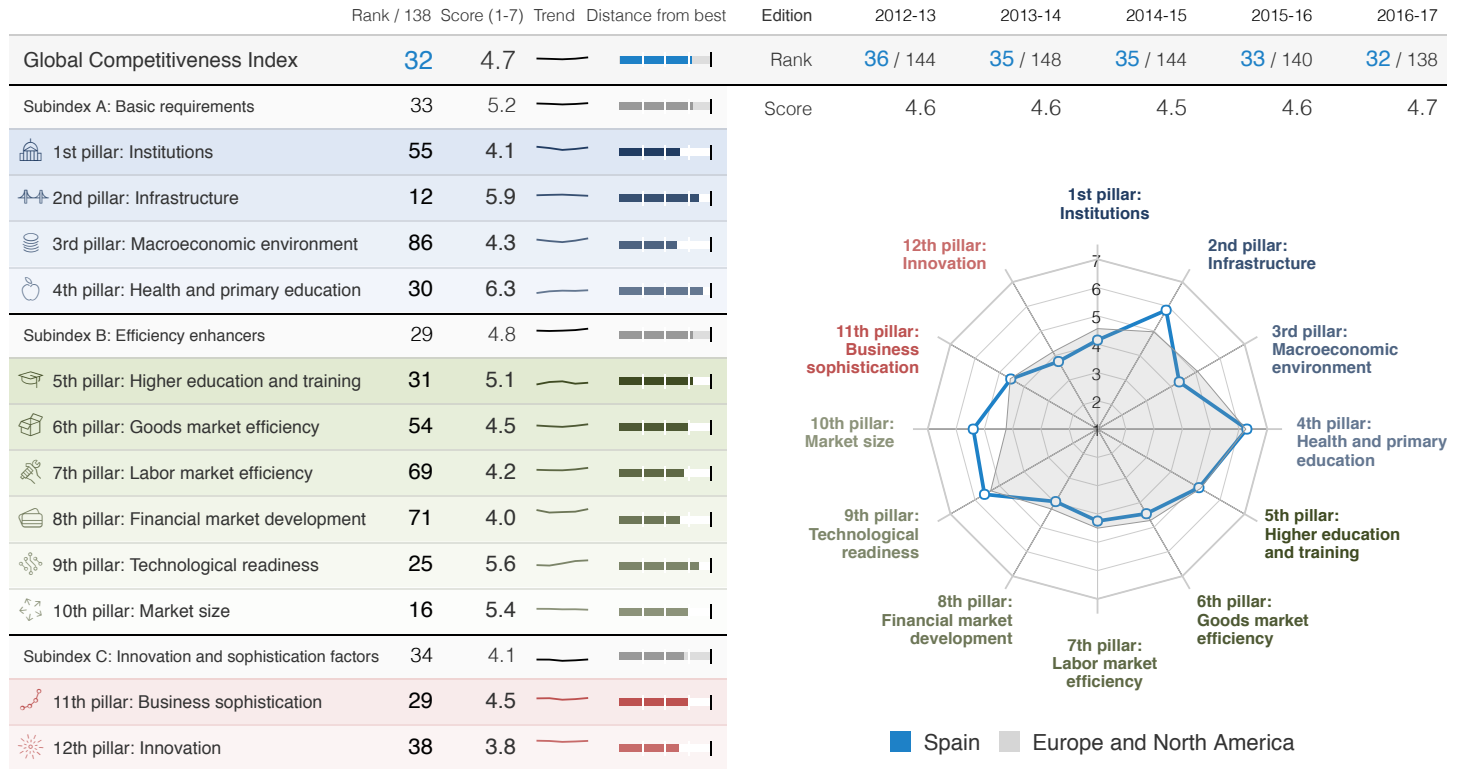 Rank / 138 Score (1-7) Trend Distance from best
Global Competitiveness Index 32 4.7
Subindex A: Basic requirements 33 5.2
1st pillar: Institutions 55 4.1
2nd pillar: Infrastructure 12 5.9
3rd pillar: Macroeconomic environment 86 4.3
4th pillar: Health and primary education 30 6.3
Subindex B: Efficiency enhancers 29 4.8
5th pillar: Higher education and training 31 5.1
6th pillar: Goods market efficiency 54 4.5
7th pillar: Labor market efficiency 69 4.2
8th pillar: Financial market development 71 4.0
9th pillar: Technological readiness 25 5.6
10th pillar: Market size 16 5.4
Subindex C: Innovation and sophistication factors 34 4.1
11th pillar: Business sophistication 29 4.5
12th pillar: Innovation 38 3.8
Edition 2012-13 2013-14 2014-15 2015-16 2016-17
Rank 36 / 144 35 / 148 35 / 144 33 / 140 32 / 138
Score 4.6 4.6 4.5 4.6 4.7
1st pillar:
Institutions
2nd pillar:
Infrastructure
3rd pillar:
Macroeconomic
environment
4th pillar:
Health and primary
education
5th pillar:
Higher education
and training
6th pillar:
Goods market
efficiency
7th pillar:
Labor market
efficiency
8th pillar:
Financial market
development
9th pillar:
Technological
readiness
10th pillar:
Market size
11th pillar:
Business
sophistication
12th pillar:
Innovation
7
6
5
4
3
2
1
Spain Europe and North America